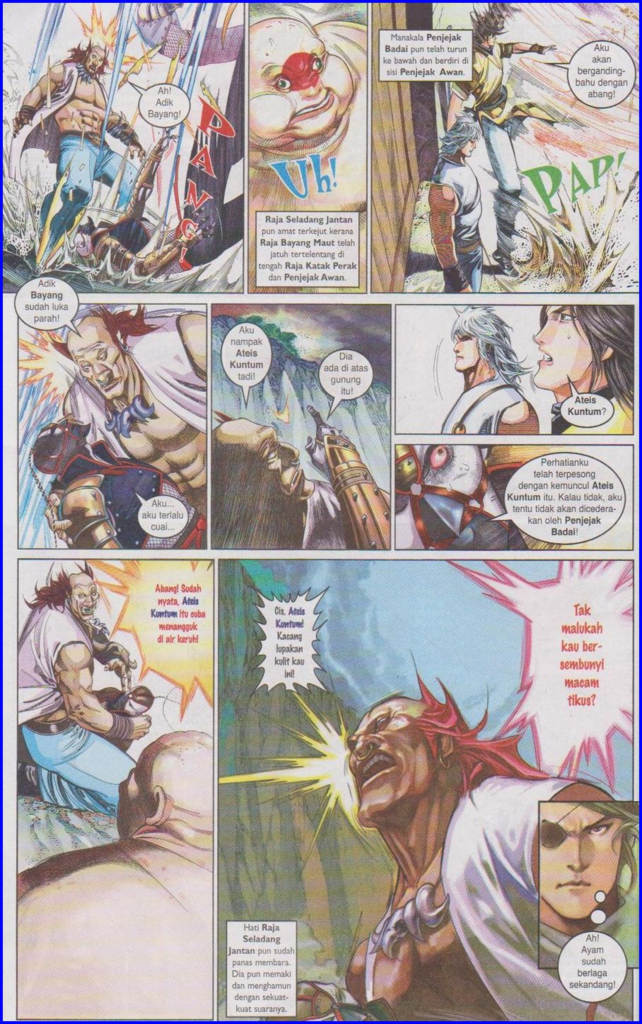 Ah!
Adik
Bayang!
PANG!
Uh!
Raja Seladang Jantan
pun amat terkejut kerana
Raja Bayang Maut telah
jatuh tertelentang di
tengah Raja Katak Perak
dan Penjejak Awan.
Manakala Penjejak
Badai pun telah turun
ke bawah dan berdiri di
sisi Penjejak Awan.
Aku
akan
berganding-
bahu dengan
abang!
PAP!
Adik
Bayang
sudah luka
parah!
Aku...
aku terlalu
cuai...
Aku
nampak
Ateis
Kuntum
tadi!
Dia
ada di atas
gunung
itu!
Ateis
Kuntum?
Perhatianku
telah terpesong
dengan kemuncul Ateis
Kuntum itu. Kalau tidak, aku
tentu tidak akan dicedera-
kan oleh Penjejak
Badai!
Abang! Sudah
nyata, Ateis
Kuntum itu cuba
menangguk
di air keruh!
Cis, Ateis
Kuntum!
Kacang
lupakan
kulit kau
ini!
Tak
malukah
kau ber-
sembunyi
macam
tikus?
Hati Raja
Seladang
Jantan pun sudah
panas membara.
Dia pun memaki
dan menghamun
dengan sekuat-
kuat suaranya.
Ah!
Ayam
sudah
berlaga
sekandang!